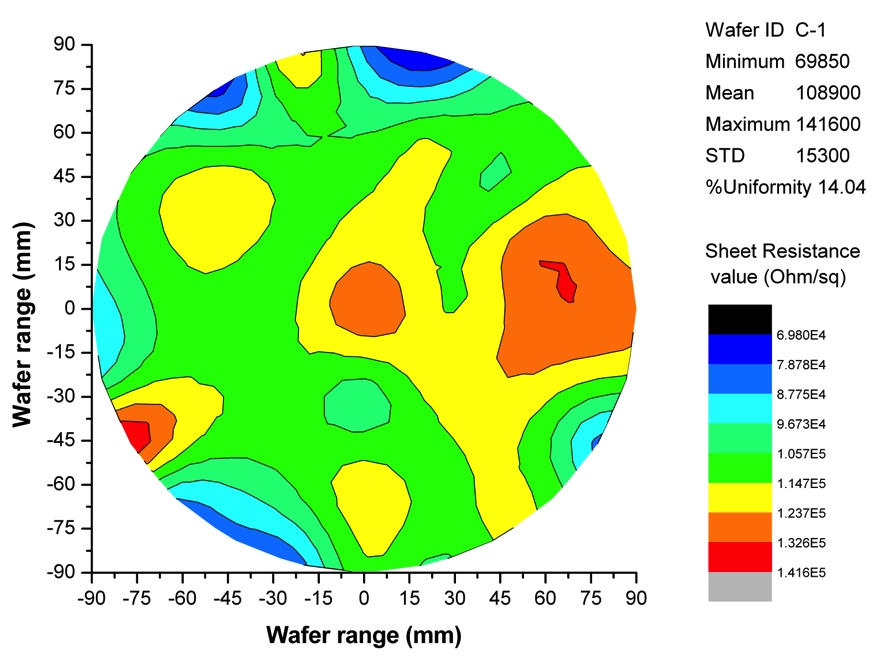 Wafer ID C-1
Minimum 69850
Mean 108900
Maximum 141600
STD 15300
%Uniformity 14.04
Sheet Resistance
value (Ohm/sq)
6.980E4
7.878E4
8.775E4
9.673E4
1.057E5
1.147E5
1.237E5
1.326E5
1.416E5
Wafer range (mm)
90
75
60
45
30
15
0
-15
-30
-45
-60
-75
-90
-90 -75 -60 -45 -30 -15 0 15 30 45 60 75 90
Wafer range (mm)